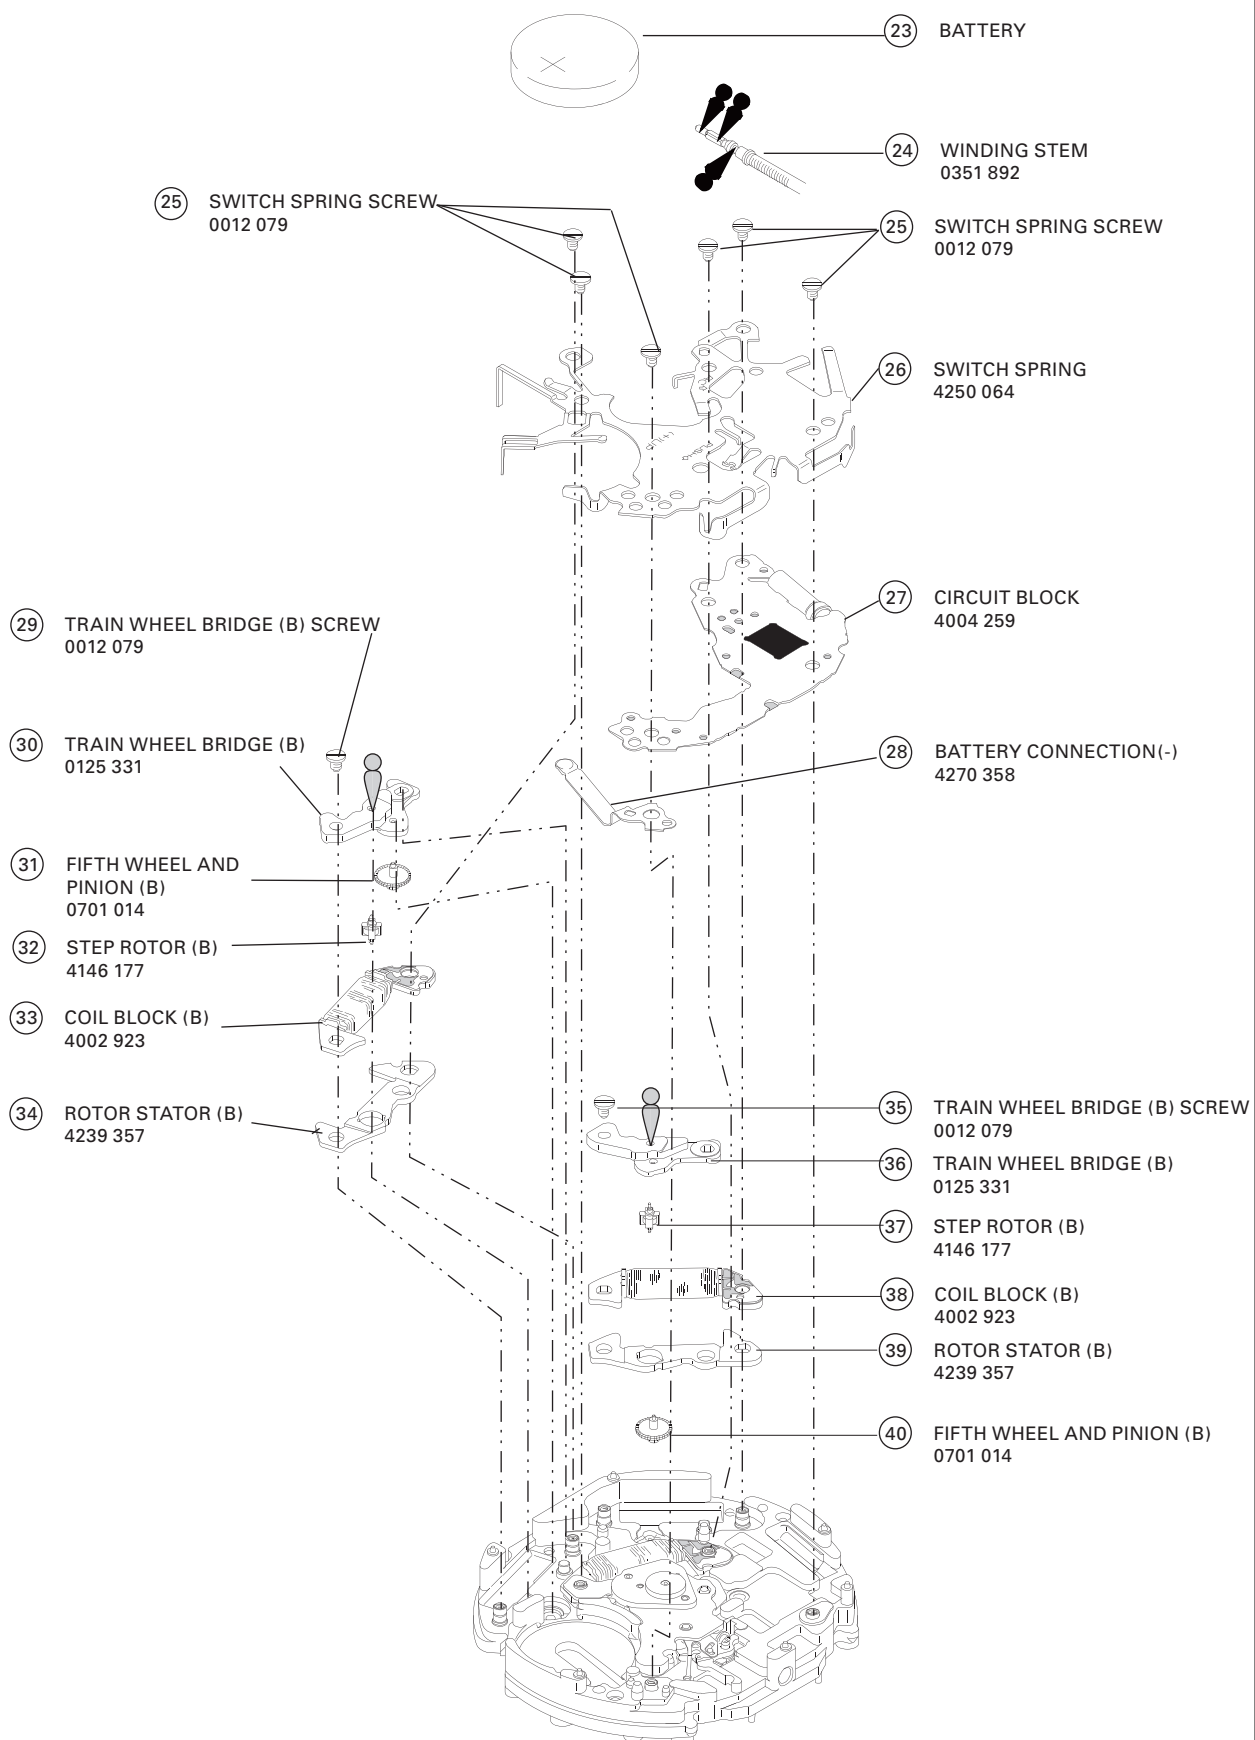 23 BATTERY
24 WINDING STEM
0351 892
25 SWITCH SPRING SCREW
0012 079
25 SWITCH SPRING SCREW
0012 079
26 SWITCH SPRING
4250 064
27 CIRCUIT BLOCK
4004 259
28 BATTERY CONNECTION(-)
4270 358
29 TRAIN WHEEL BRIDGE (B) SCREW
0012 079
30 TRAIN WHEEL BRIDGE (B)
0125 331
31 FIFTH WHEEL AND
PINION (B)
0701 014
32 STEP ROTOR (B)
4146 177
33 COIL BLOCK (B)
4002 923
34 ROTOR STATOR (B)
4239 357
35 TRAIN WHEEL BRIDGE (B) SCREW
0012 079
36 TRAIN WHEEL BRIDGE (B)
0125 331
37 STEP ROTOR (B)
4146 177
38 COIL BLOCK (B)
4002 923
39 ROTOR STATOR (B)
4239 357
40 FIFTH WHEEL AND PINION (B)
0701 014